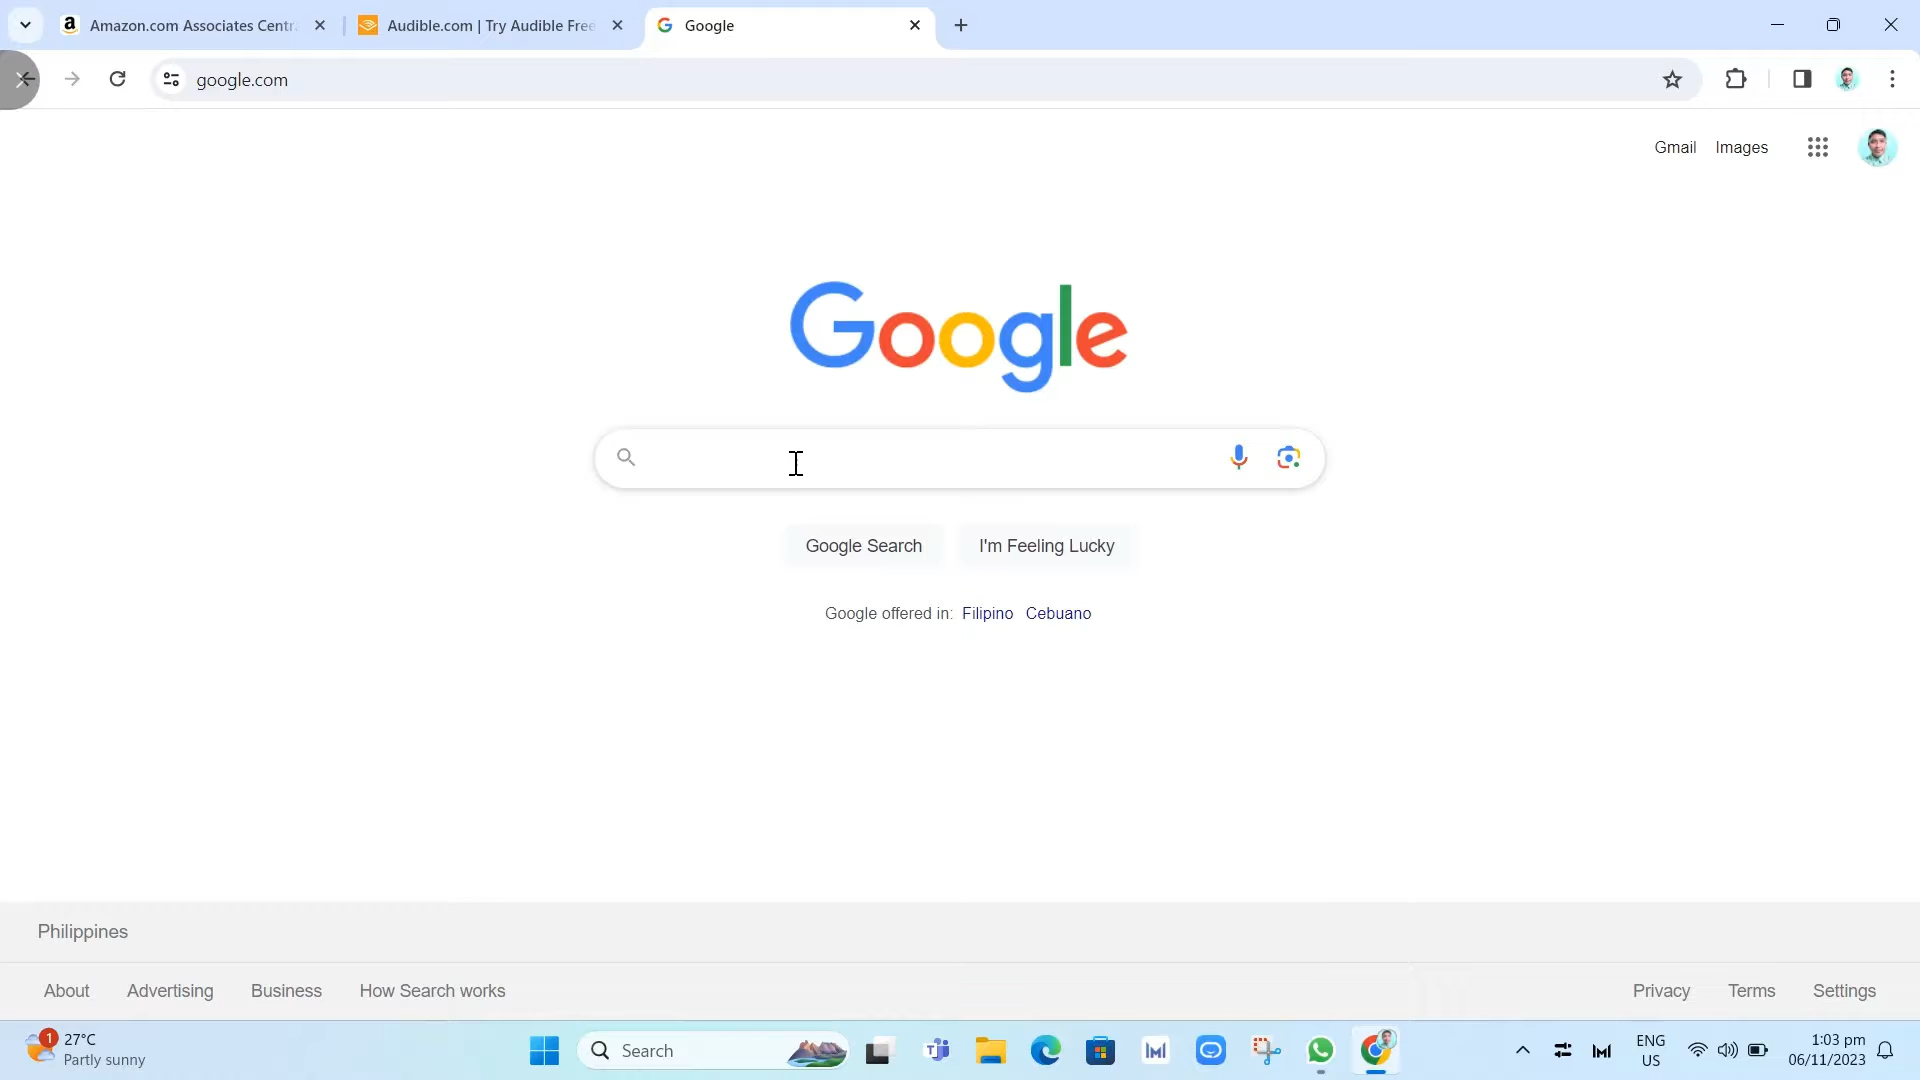 Amazon.com Associates Centr
Audible.com | Try Audible Free
Google
google.com
Gmail
Images
Google
Google Search
I'm Feeling Lucky
Google offered in: Filipino Cebuano
Philippines
About
Advertising
Business
How Search works
Privacy
Terms
Settings
1
27°C
Partly sunny
Search
ENG
US
1:03 pm
06/11/2023